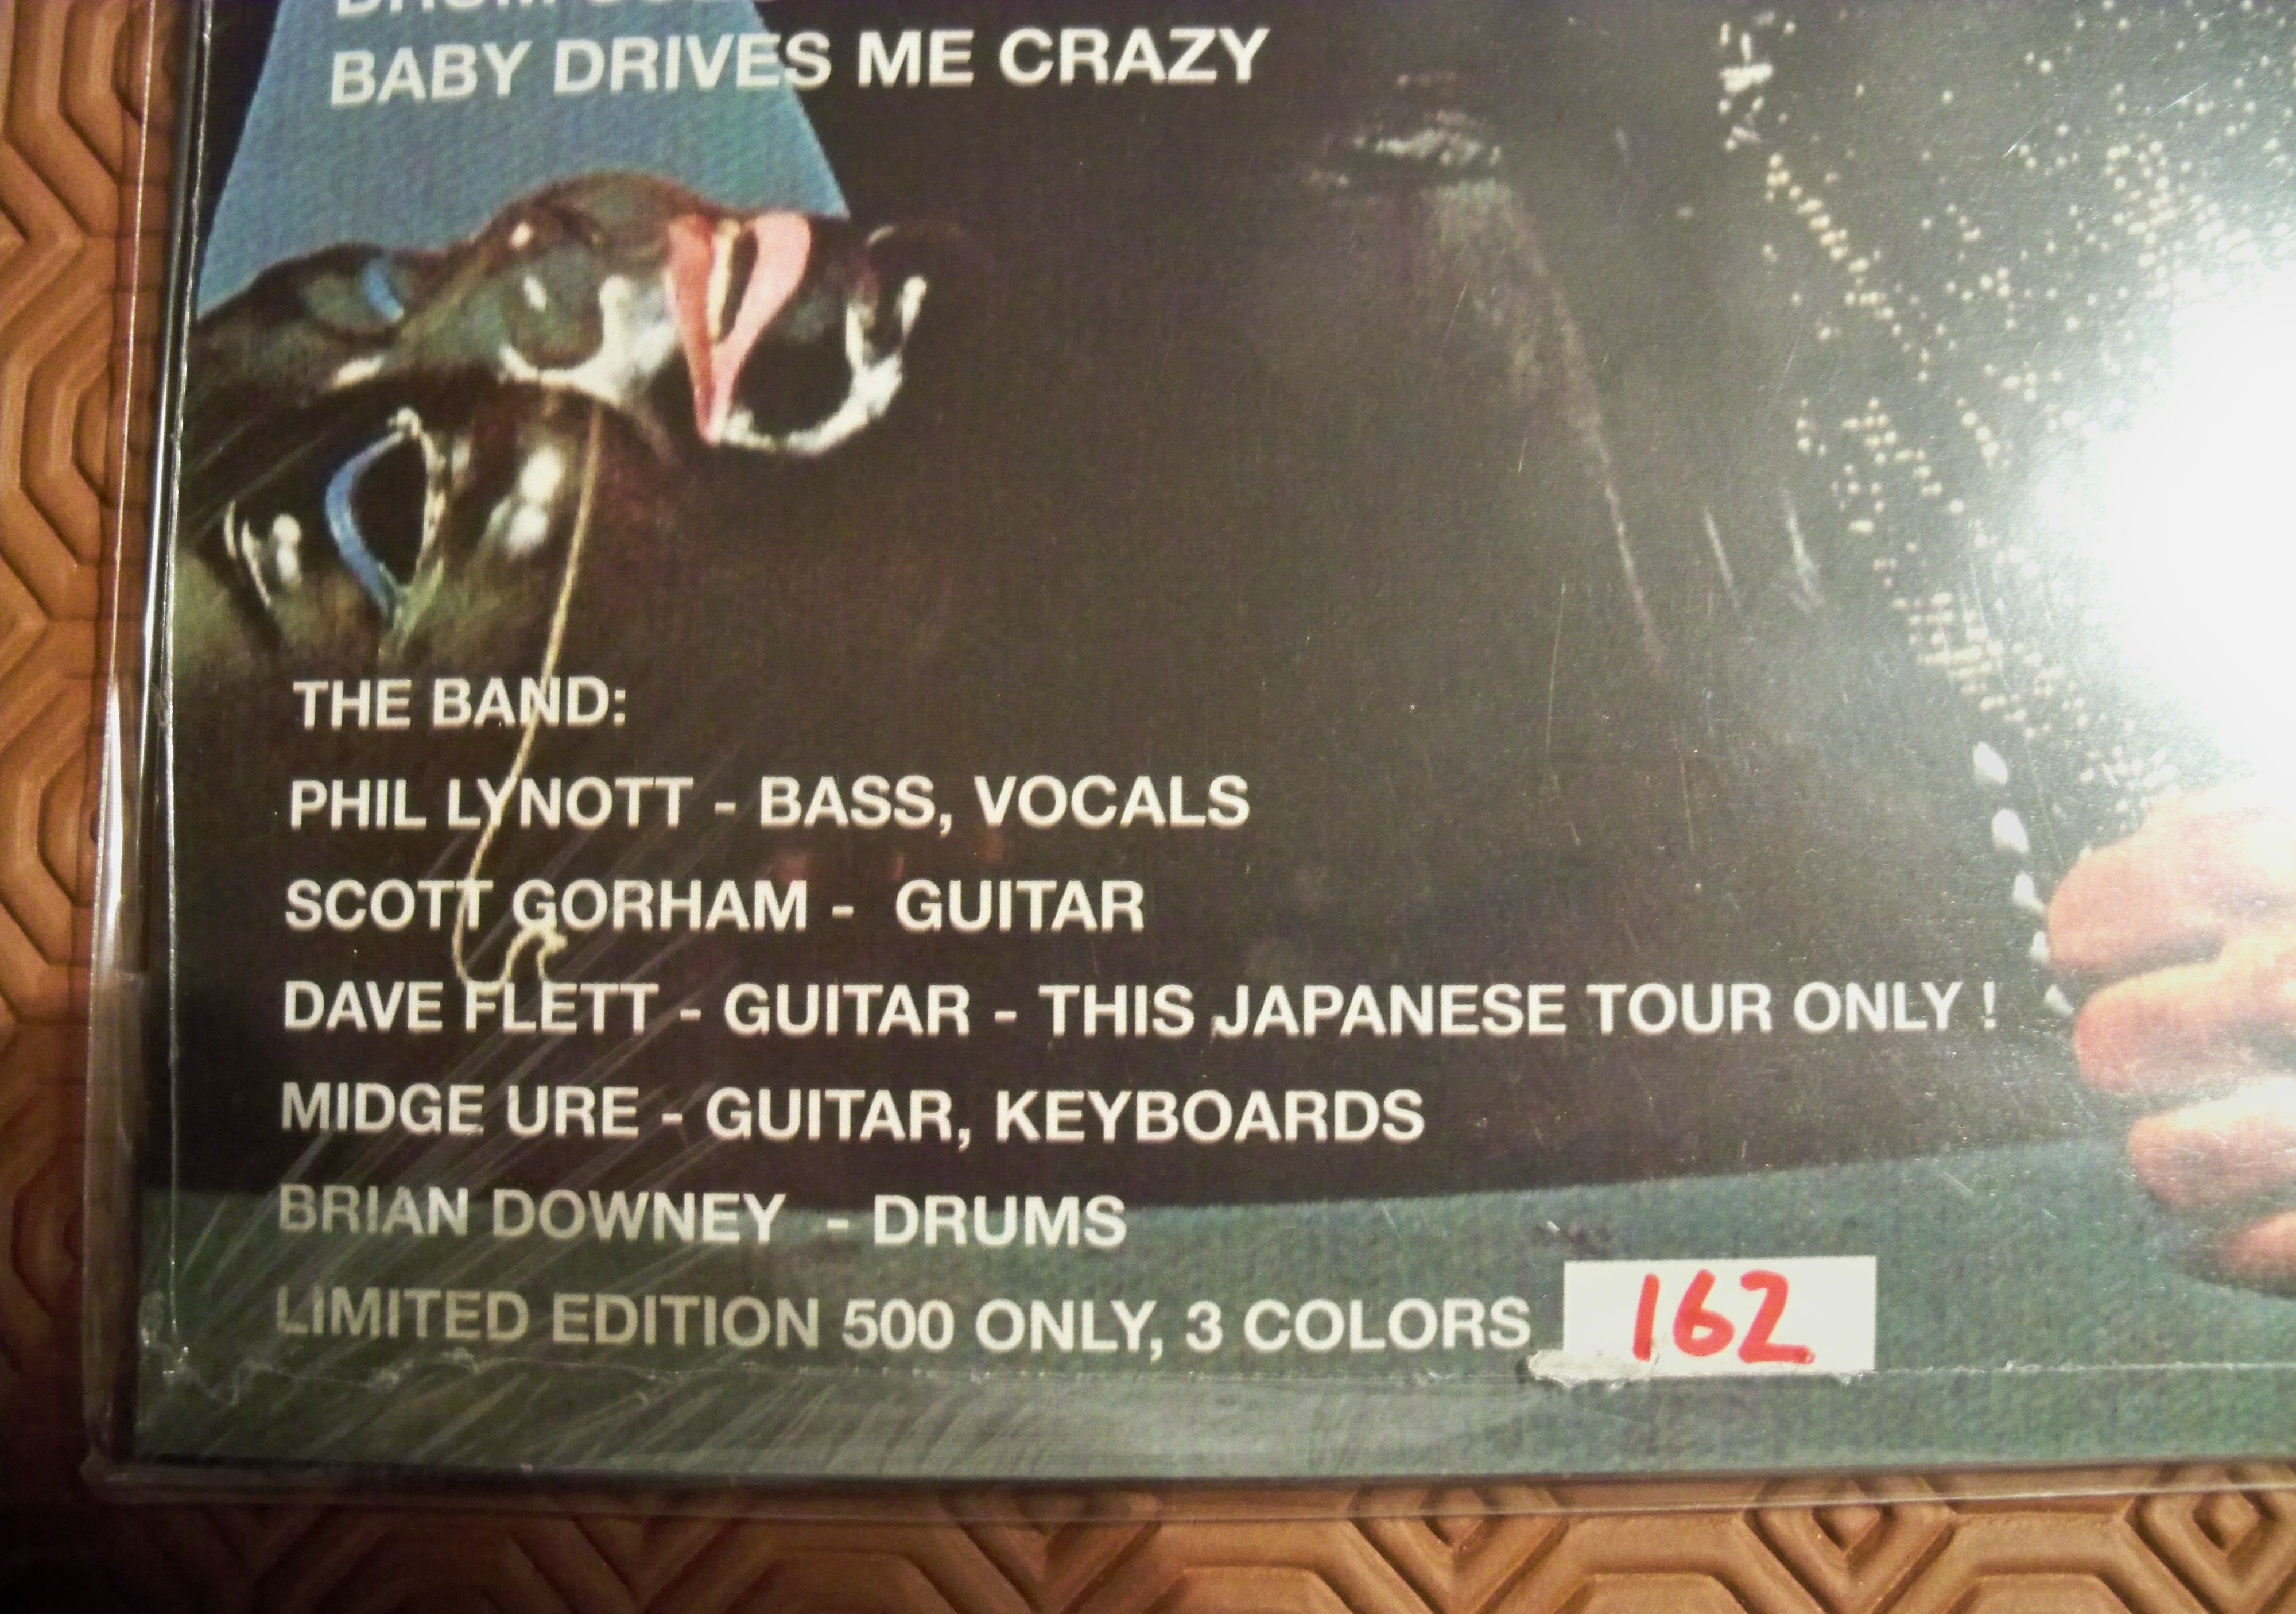 BABY DRIVES ME CRAZY
THE BAND:
PHIL LYNOTT - BASS, VOCALS
SCOTT GORHAM - GUITAR
DAVE FLETT - GUITAR - THIS JAPANESE TOUR ONLY !
MIDGE URE - GUITAR, KEYBOARDS
BRIAN DOWNEY - DRUMS
LIMITED EDITION 500 ONLY, 3 COLORS 162